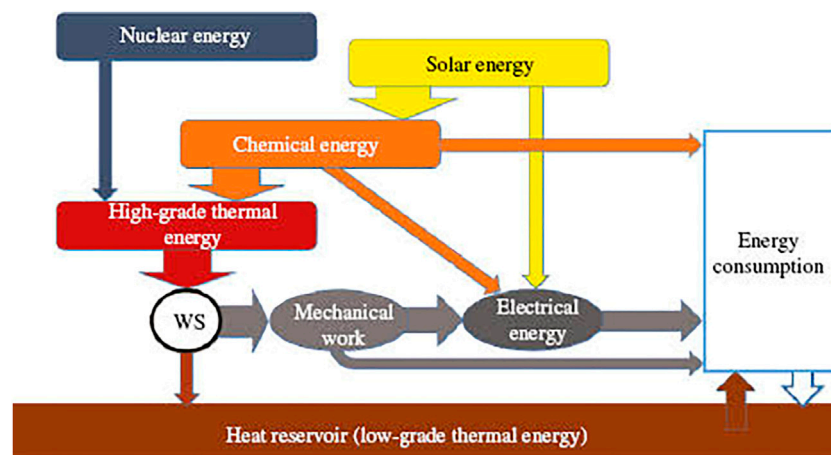 Nuclear energy
Solar energy
Chemical energy
High-grade thermal
energy
Energy
consumption
WS
Mechanical
work
Electrical
energy
Heat reservoir (low-grade thermal energy)